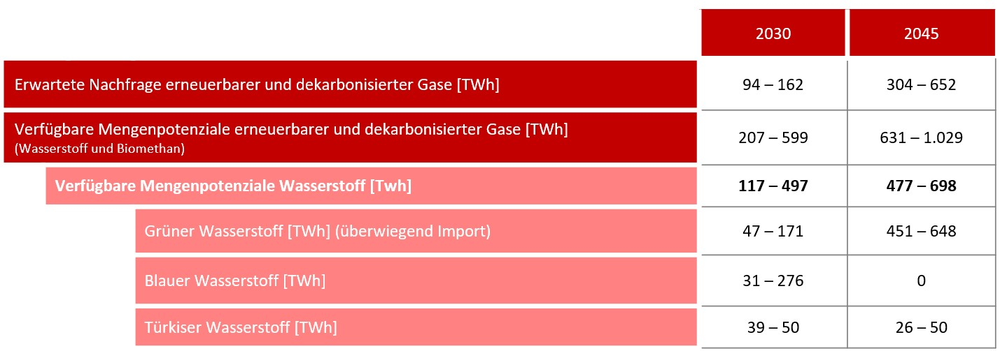 2030 2045
Erwartete Nachfrage erneuerbarer und dekarbonisierter Gase [TWh] 94 – 162 304 – 652
Verfügbare Mengenpotenziale erneuerbarer und dekarbonisierter Gase [TWh]
(Wasserstoff und Biomethan) 207 – 599 631 – 1.029
Verfügbare Mengenpotenziale Wasserstoff [Twh] 117 – 497 477 – 698
Grüner Wasserstoff [TWh] (überwiegend Import) 47 – 171 451 – 648
Blauer Wasserstoff [TWh] 31 – 276 0
Türkiser Wasserstoff [TWh] 39 – 50 26 – 50